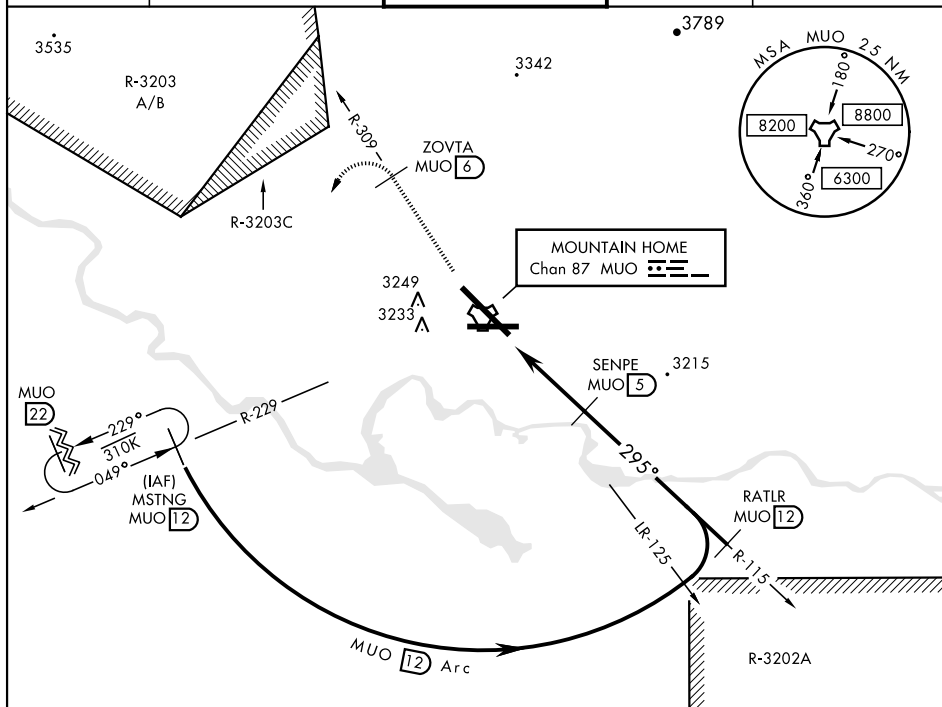 3535
R-3203
A/B
3342
3789
MSA MUO 25 NM
180°
8200
8800
270°
360°
6300
R-309
ZOVTA
MUO 6
R-3203C
MOUNTAIN HOME
Chan 87 MUO
3249
3233
SENPE
MUO 5
3215
MUO
22
229°
310K
049°
R-229
(IAF)
MSTNG
MUO 12
295°
RATLR
MUO 12
LR-125
R-115
MUO 12 Arc
R-3202A